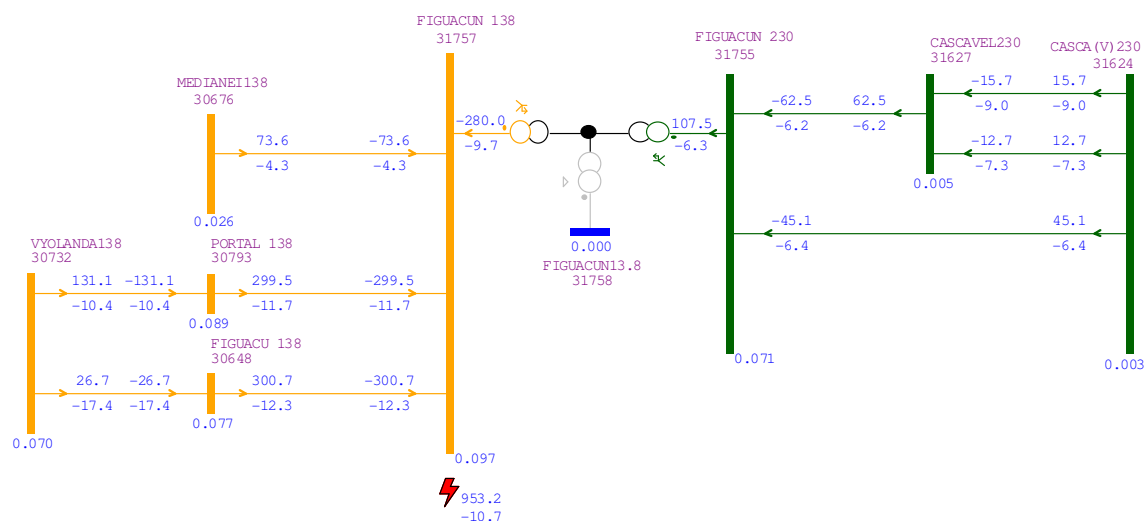 FIGUACUN 138
31757
FIGUACUN 230
31755
CASCAVEL230
31627
CASCA(V)230
31624
MEDIANEI138
30676
-15.7 15.7
-9.0 -9.0
-62.5 62.5
-6.2 -6.2
-280.0
-9.7
107.5
-6.3
73.6 -73.6
-4.3 -4.3
-12.7 12.7
-7.3 -7.3
0.005
0.026
-45.1 45.1
-6.4 -6.4
0.000
FIGUACUN13.8
31758
VYOLANDA138
30732
PORTAL 138
30793
131.1 -131.1 299.5 -299.5
-10.4 -10.4 -11.7 -11.7
0.089
FIGUACU 138
30648
0.071
0.003
26.7 -26.7 300.7 -300.7
-17.4 -17.4 -12.3 -12.3
0.077
0.070
0.097
953.2
-10.7